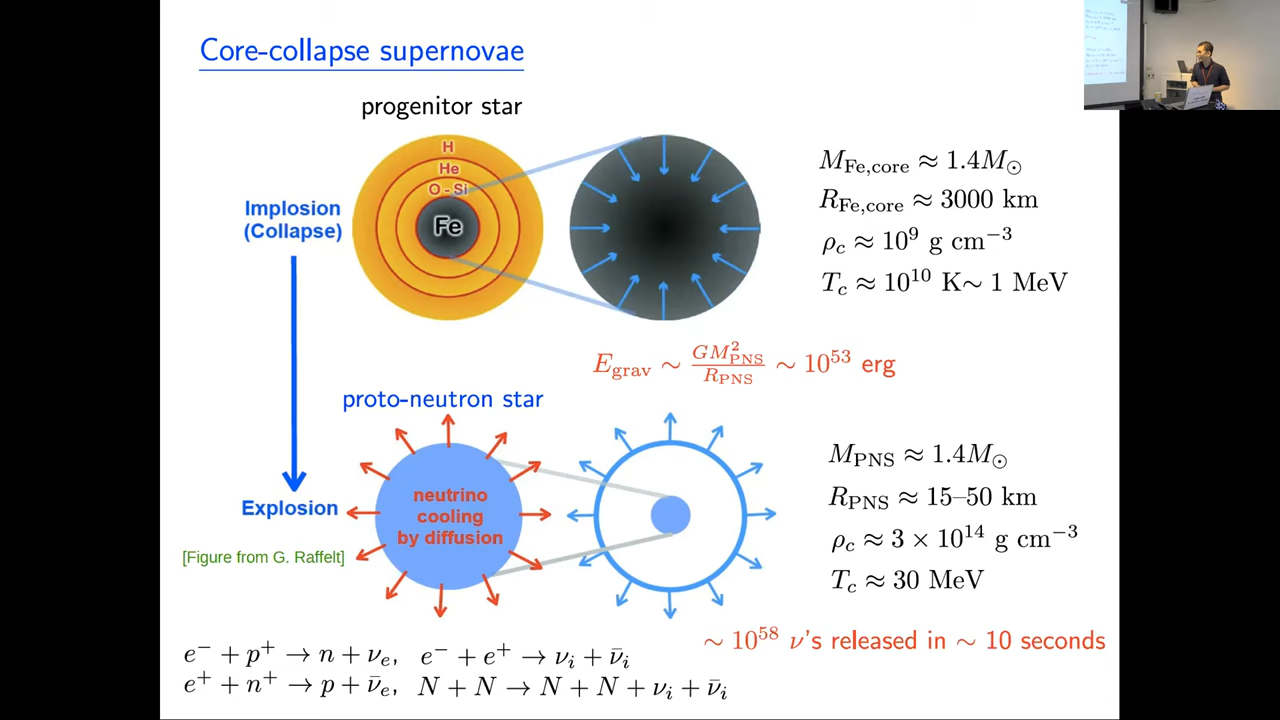 Core-collapse supernovae
progenitor star
H
He
O - Si
Fe
Implosion
(Collapse)
M_Fe,core ≈ 1.4M_⊙
R_Fe,core ≈ 3000 km
ρ_c ≈ 10^9 g cm^−3
T_c ≈ 10^10 K∼ 1 MeV
E_grav ∼ GM^2_PNS / R_PNS ∼ 10^53 erg
proto-neutron star
neutrino
cooling
by diffusion
Explosion
[Figure from G. Raffelt]
M_PNS ≈ 1.4M_⊙
R_PNS ≈ 15–50 km
ρ_c ≈ 3 × 10^14 g cm^−3
T_c ≈ 30 MeV
∼ 10^58 ν's released in ∼ 10 seconds
e^− + p^+ → n + ν_e, e^− + e^+ → ν_i + ν̄_i
e^+ + n^+ → p + ν̄_e, N + N → N + N + ν_i + ν̄_i